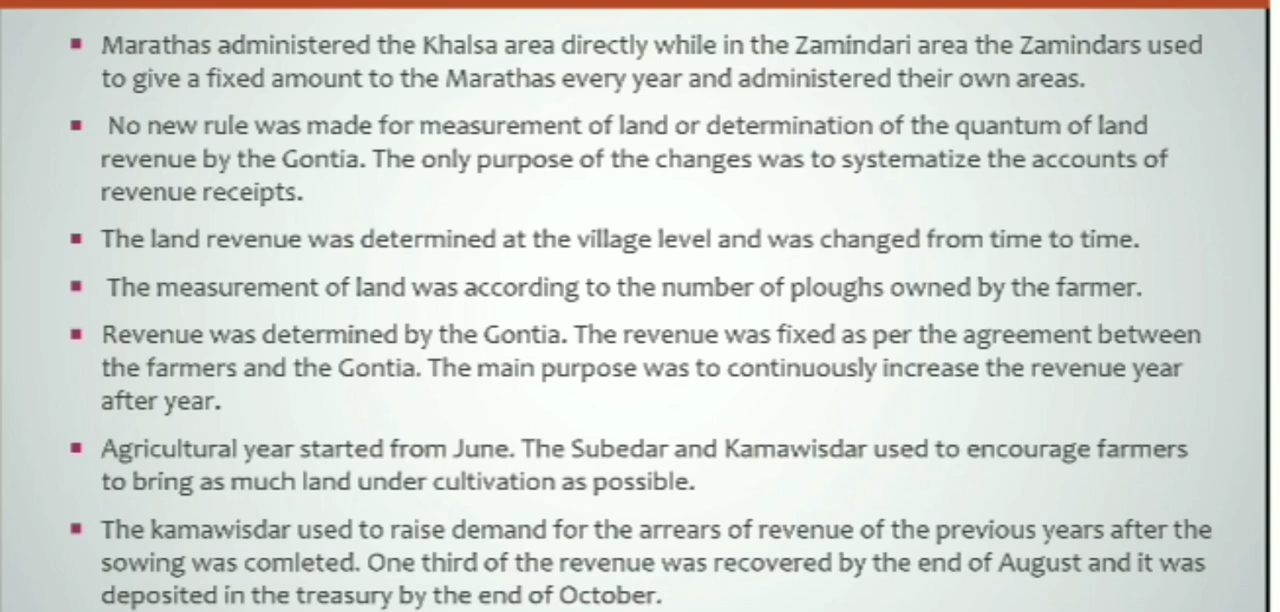 ▪ Marathas administered the Khalsa area directly while in the Zamindari area the Zamindars used
to give a fixed amount to the Marathas every year and administered their own areas.
▪ No new rule was made for measurement of land or determination of the quantum of land
revenue by the Gontia. The only purpose of the changes was to systematize the accounts of
revenue receipts.
▪ The land revenue was determined at the village level and was changed from time to time.
▪ The measurement of land was according to the number of ploughs owned by the farmer.
▪ Revenue was determined by the Gontia. The revenue was fixed as per the agreement between
the farmers and the Gontia. The main purpose was to continuously increase the revenue year
after year.
▪ Agricultural year started from June. The Subedar and Kamawisdar used to encourage farmers
to bring as much land under cultivation as possible.
▪ The kamawisdar used to raise demand for the arrears of revenue of the previous years after the
sowing was comleted. One third of the revenue was recovered by the end of August and it was
deposited in the treasury by the end of October.